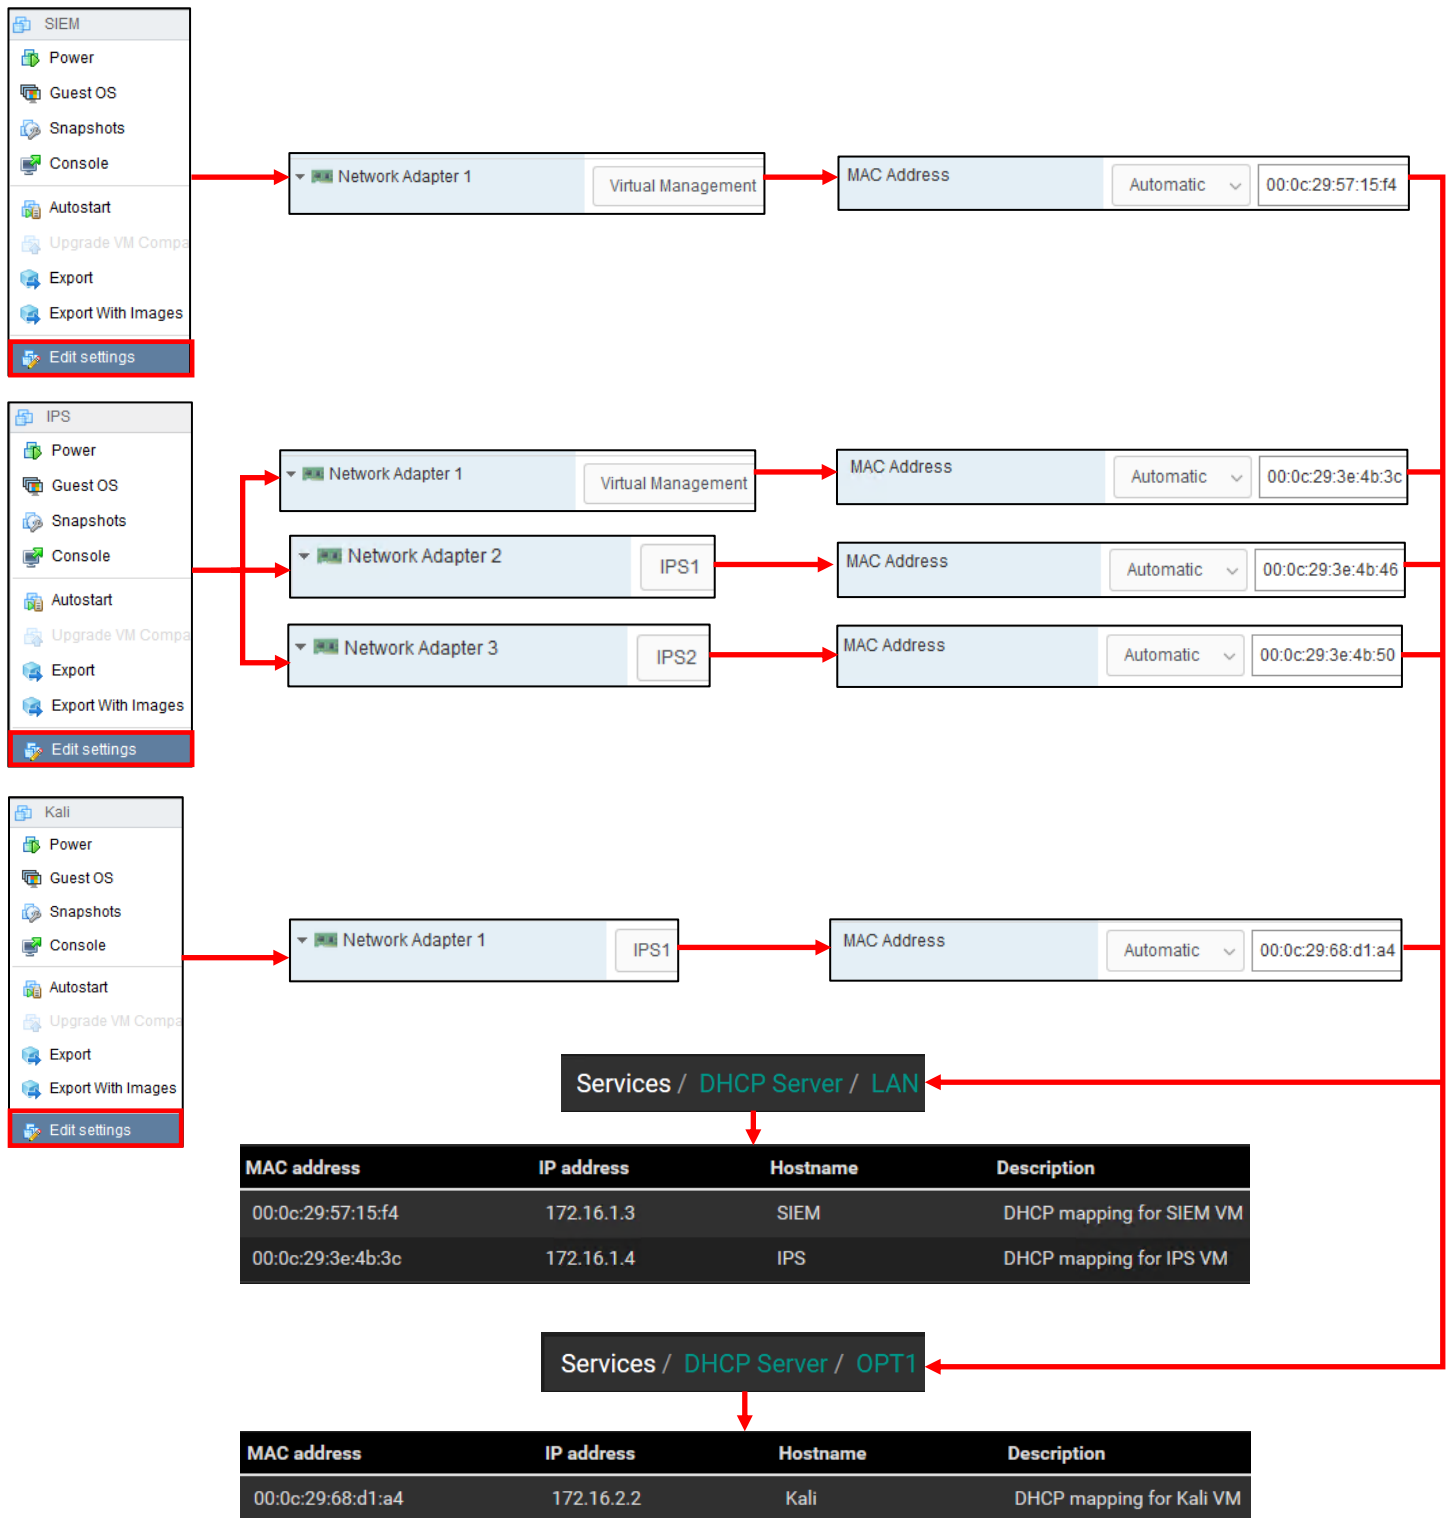 SIEM
Power
Guest OS
Snapshots
Console
Autostart
Upgrade VM Compa
Export
Export With Images
Edit settings
Network Adapter 1
Virtual Management
MAC Address
Automatic
00:0c:29:57:15:f4
IPS
Power
Guest OS
Snapshots
Console
Autostart
Upgrade VM Compa
Export
Export With Images
Edit settings
Network Adapter 1
Virtual Management
MAC Address
Automatic
00:0c:29:3e:4b:3c
Network Adapter 2
IPS1
MAC Address
Automatic
00:0c:29:3e:4b:46
Network Adapter 3
IPS2
MAC Address
Automatic
00:0c:29:3e:4b:50
Kali
Power
Guest OS
Snapshots
Console
Autostart
Upgrade VM Compa
Export
Export With Images
Edit settings
Network Adapter 1
IPS1
MAC Address
Automatic
00:0c:29:68:d1:a4
Services / DHCP Server / LAN
MAC address IP address Hostname Description
00:0c:29:57:15:f4 172.16.1.3 SIEM DHCP mapping for SIEM VM
00:0c:29:3e:4b:3c 172.16.1.4 IPS DHCP mapping for IPS VM
Services / DHCP Server / OPT1
MAC address IP address Hostname Description
00:0c:29:68:d1:a4 172.16.2.2 Kali DHCP mapping for Kali VM